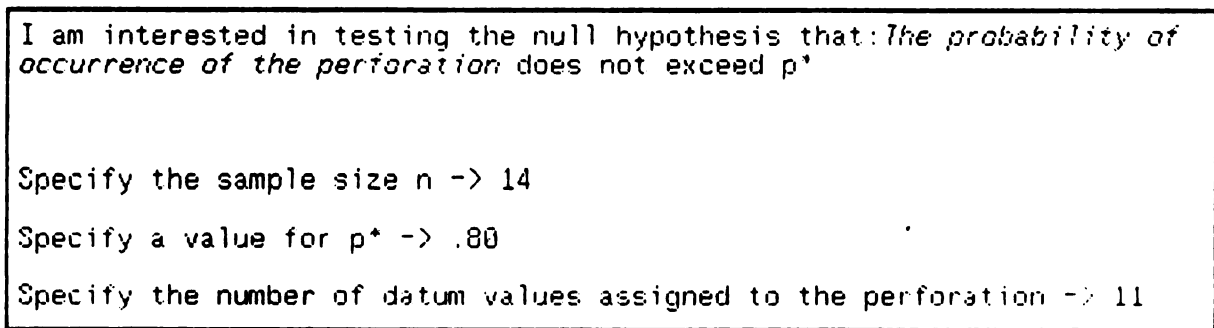 I am interested in testing the null hypothesis that:The probability of
occurrence of the perforation does not exceed p*
Specify the sample size n -> 14
Specify a value for p* -> .80
Specify the number of datum values assigned to the perforation -> 11